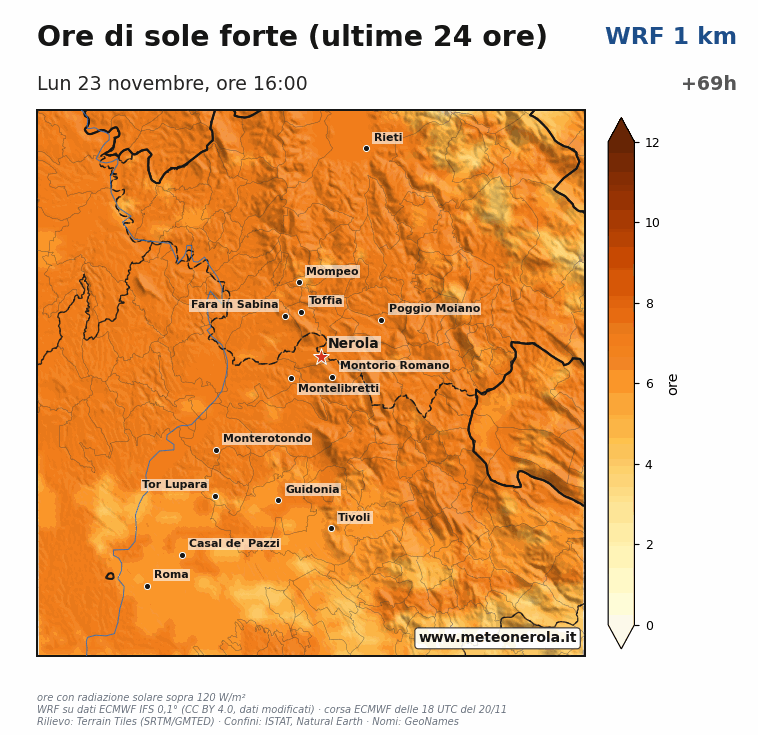 Ore di sole forte (ultime 24 ore)
WRF 1 km
Lun 23 novembre, ore 16:00
+69h
Rieti
Mompeo
Fara in Sabina
Toffia
Poggio Moiano
Nerola
Montorio Romano
Montelibretti
Monterotondo
Tor Lupara
Guidonia
Tivoli
Casal de' Pazzi
Roma
www.meteonerola.it
12
10
8
6
4
2
0
ore
ore con radiazione solare sopra 120 W/m²
WRF su dati ECMWF IFS 0,1° (CC BY 4.0, dati modificati) · corsa ECMWF delle 18 UTC del 20/11
Rilievo: Terrain Tiles (SRTM/GMTED) · Confini: ISTAT, Natural Earth · Nomi: GeoNames